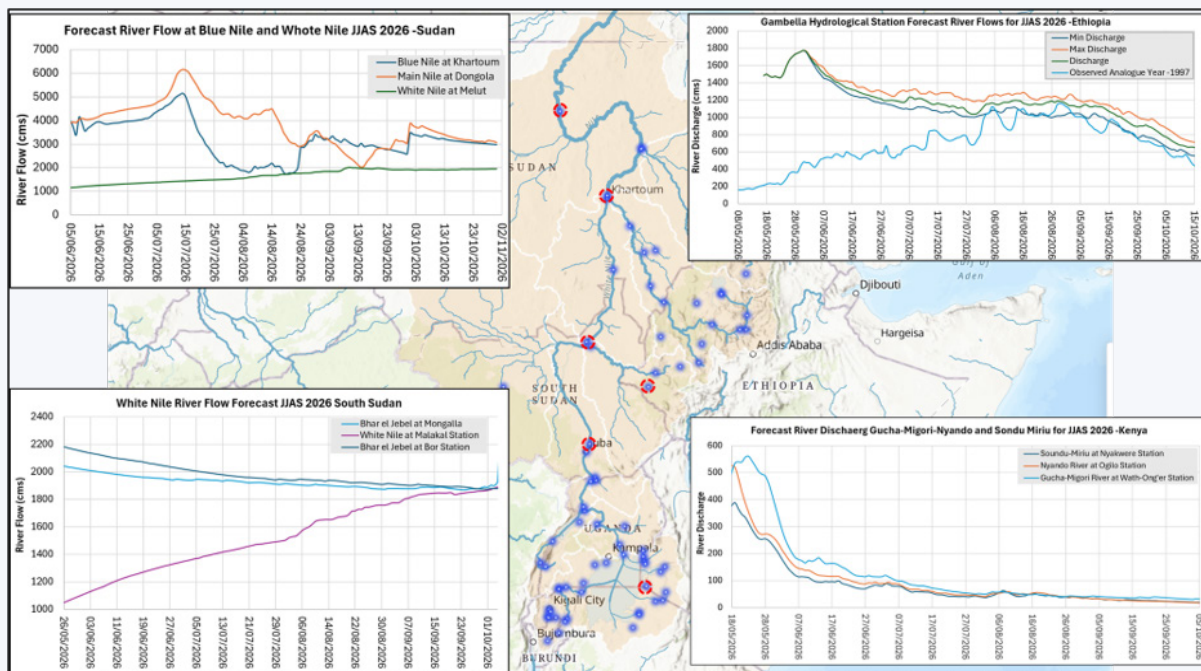 Forecast River Flow at Blue Nile and Whote Nile JJAS 2026 -Sudan
River Flow (cms)
7000
6000
5000
4000
3000
2000
1000
0
Blue Nile at Khartoum
Main Nile at Dongola
White Nile at Melut
05/06/2026
15/06/2026
25/06/2026
05/07/2026
15/07/2026
25/07/2026
04/08/2026
14/08/2026
24/08/2026
03/09/2026
13/09/2026
23/09/2026
03/10/2026
13/10/2026
23/10/2026
02/11/2026
Gambella Hydrological Station Forecast River Flows for JJAS 2026 -Ethiopia
River Discharge (cms)
2000
1800
1600
1400
1200
1000
800
600
400
200
0
Min Discharge
Max Discharge
Discharge
Observed Analogue Year -1997
08/05/2026
18/05/2026
28/05/2026
07/06/2026
17/06/2026
27/06/2026
07/07/2026
17/07/2026
27/07/2026
06/08/2026
16/08/2026
26/08/2026
05/09/2026
15/09/2026
25/09/2026
05/10/2026
15/10/2026
SUDAN
Khartoum
Gulf of
Aden
Djibouti
Hargeisa
Addis Ababa
ETHIOPIA
SOUTH
SUDAN
UGANDA
Kampala
Kigali City
Bujumbura
BURUNDI
White Nile River Flow Forecast JJAS 2026 South Sudan
River Flow (cms)
2400
2200
2000
1800
1600
1400
1200
1000
Bhar el Jebel at Mongalla
White Nile at Malakal Station
Bhar el Jebel at Bor Station
26/05/2026
03/06/2026
11/06/2026
19/06/2026
27/06/2026
05/07/2026
13/07/2026
21/07/2026
29/07/2026
06/08/2026
14/08/2026
22/08/2026
30/08/2026
07/09/2026
15/09/2026
23/09/2026
01/10/2026
Forecast River Dischaerg Gucha-Migori-Nyando and Sondu Miriu for JJAS 2026 -Kenya
River Discharge
600
500
400
300
200
100
0
Soundu-Miriu at Nyakwere Station
Nyando River at Ogilo Station
Gucha-Migori River at Wath-Ong'er Station
18/05/2026
28/05/2026
07/06/2026
17/06/2026
27/06/2026
07/07/2026
17/07/2026
27/07/2026
06/08/2026
16/08/2026
26/08/2026
05/09/2026
15/09/2026
25/09/2026